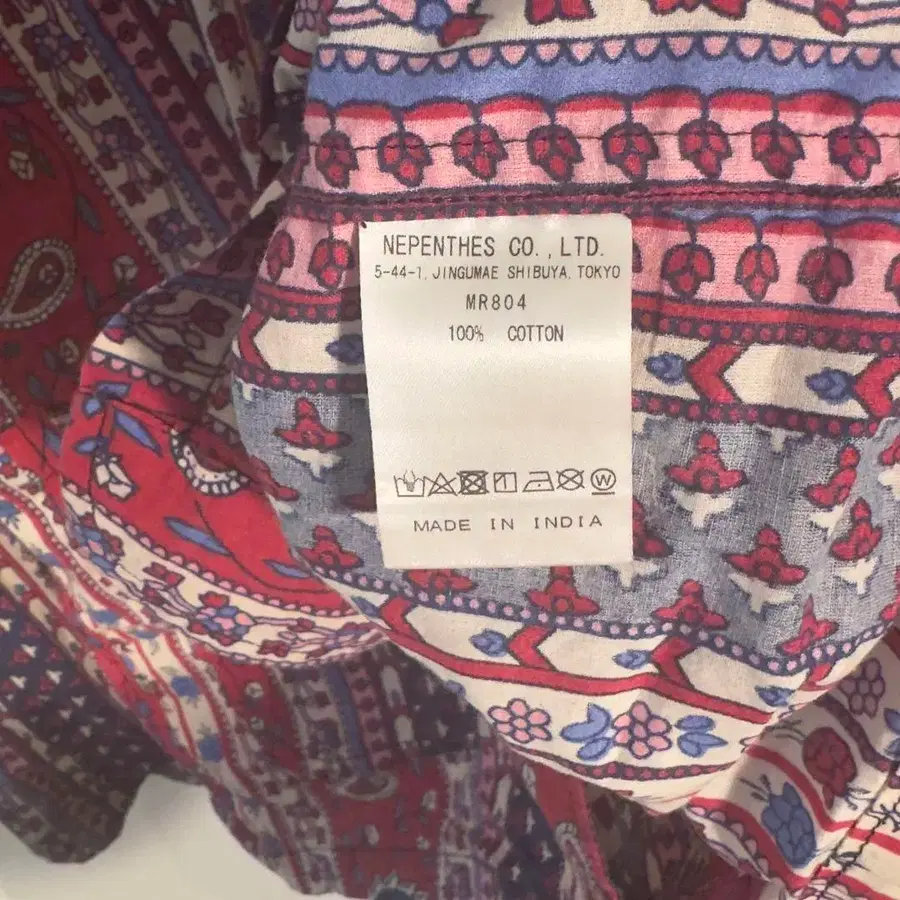 NEPENTHES CO., LTD.
5-44-1, JINGUMAE SHIBUYA, TOKYO
MR804
100% COTTON
W
MADE IN INDIA